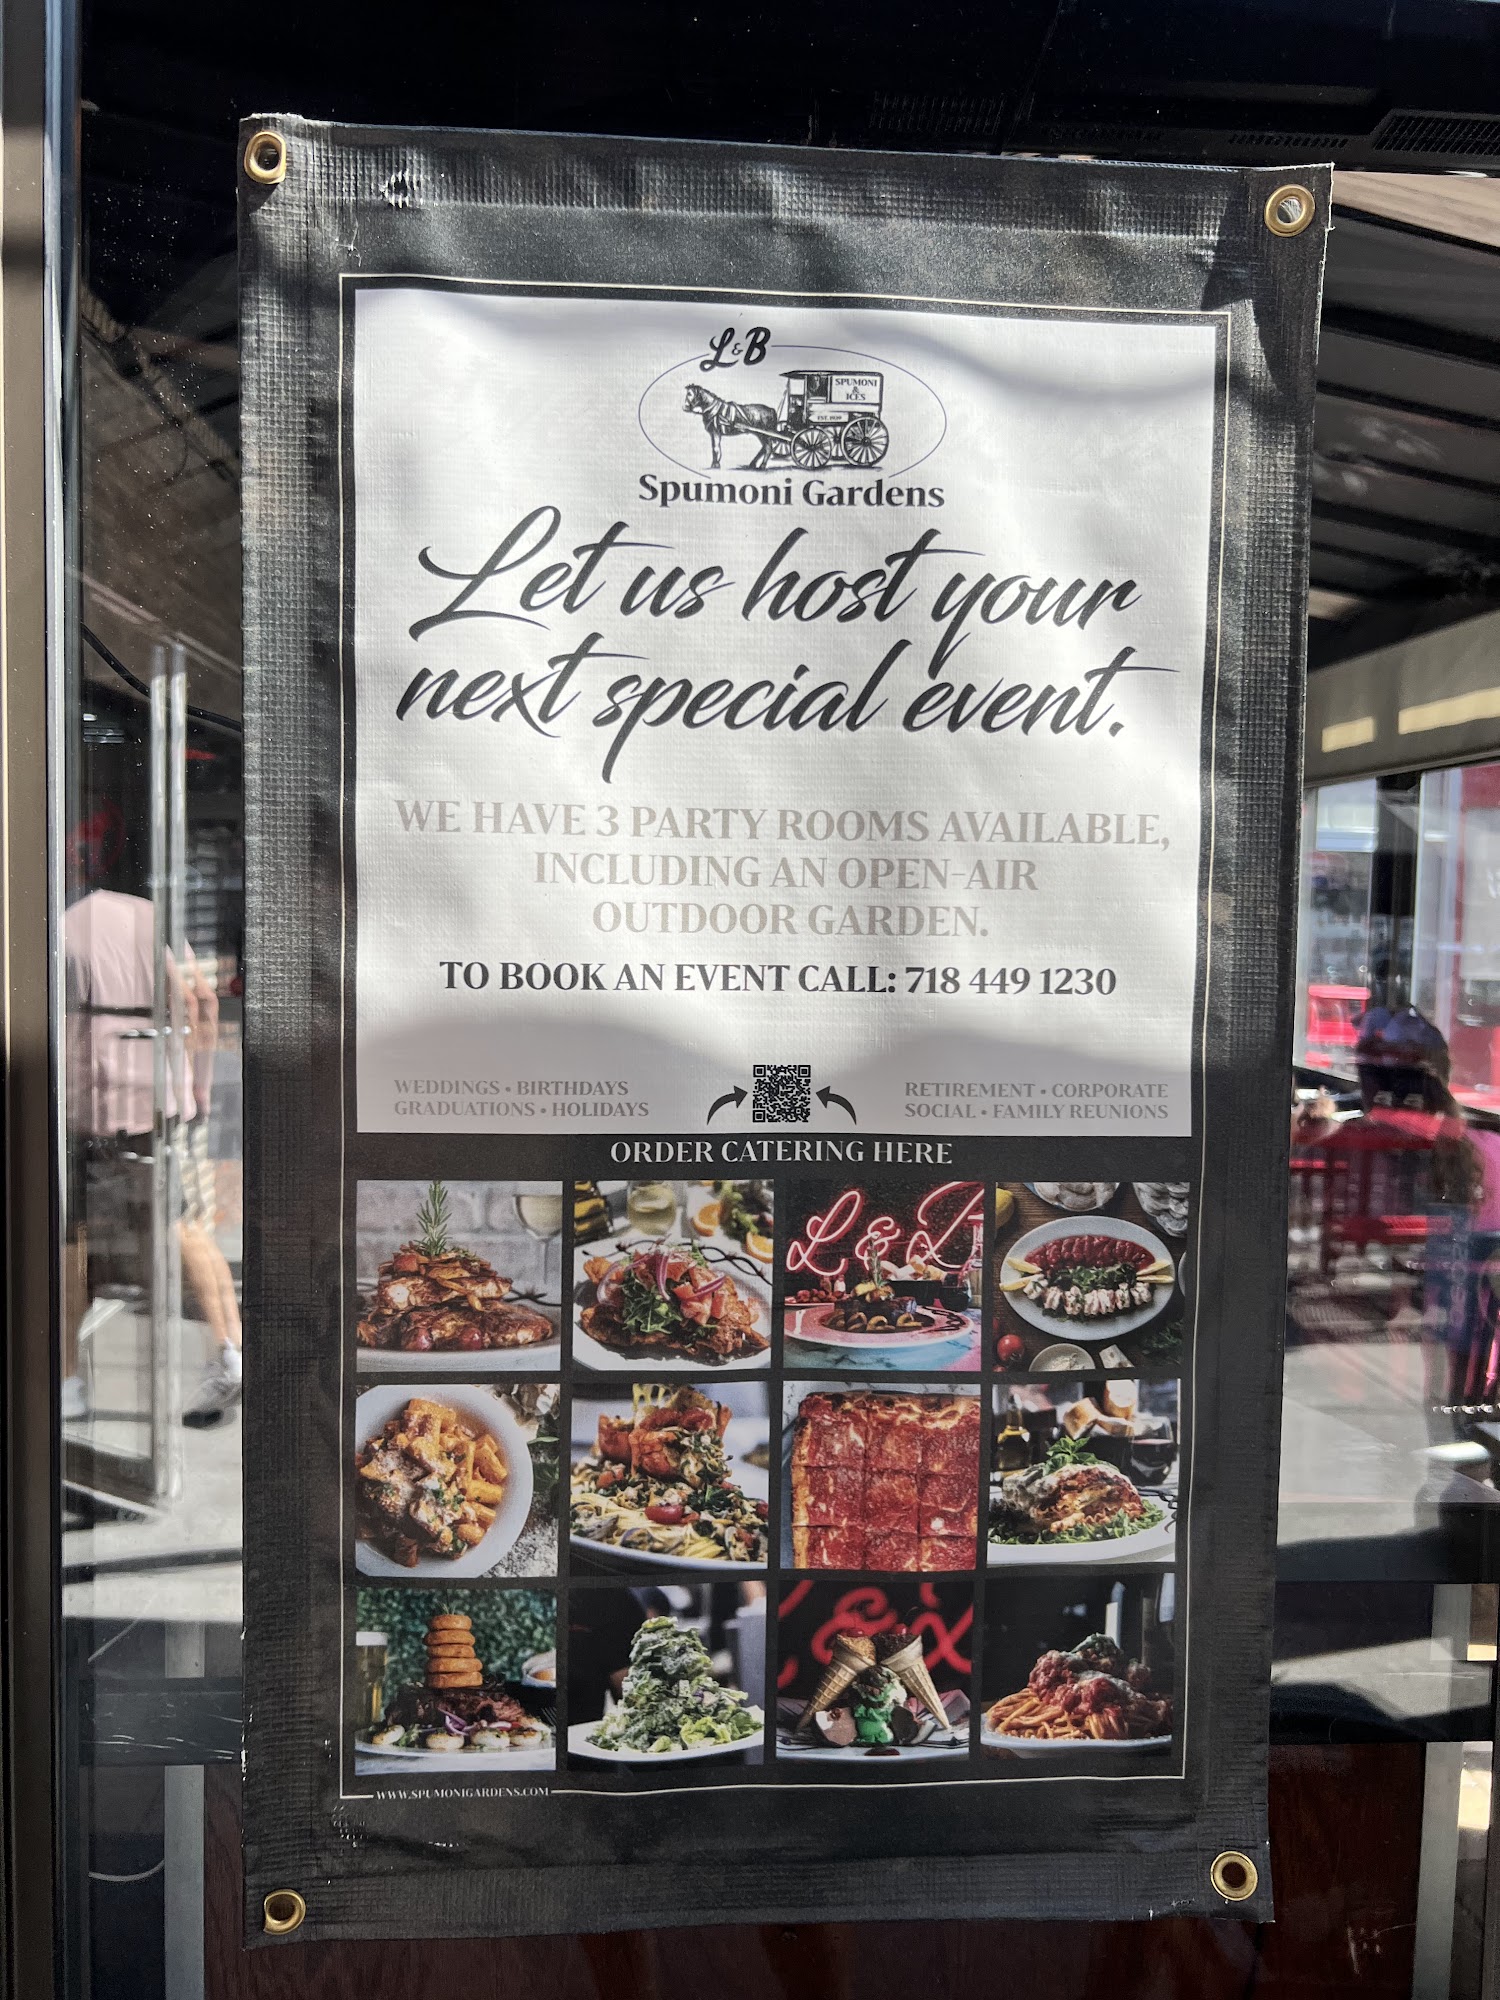 L&B
SPUMONI
&
ICES
EST. 1939
Spumoni Gardens
Let us host your
next special event.
WE HAVE 3 PARTY ROOMS AVAILABLE,
INCLUDING AN OPEN-AIR
OUTDOOR GARDEN.
TO BOOK AN EVENT CALL: 718 449 1230
WEDDINGS • BIRTHDAYS
GRADUATIONS • HOLIDAYS
RETIREMENT • CORPORATE
SOCIAL • FAMILY REUNIONS
ORDER CATERING HERE
L & B
WWW.SPUMONIGARDENS.COM